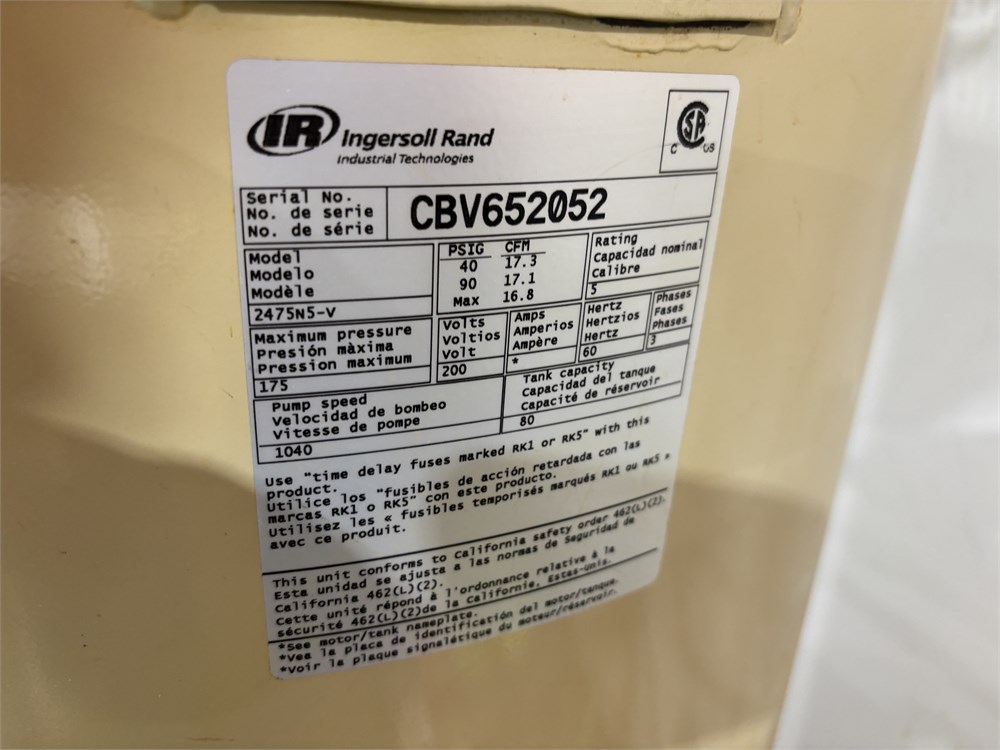 IR Ingersoll Rand
Industrial Technologies
C SA US
Serial No.
No. de serie
No. de série
CBV652052
Model
Modelo
Modèle
2475N5-V
PSIG CFM
40 17.3
90 17.1
Max 16.8
Rating
Capacidad nominal
Calibre
5
Maximum pressure
Presión màxima
Pression maximum
175
Volts
Voltios
Volt
200
Amps
Amperios
Ampère
*
Hertz
Hertzios
Hertz
60
Phases
Fases
Phases
3
Pump speed
Velocidad de bombeo
Vitesse de pompe
1040
Tank capacity
Capacidad del tanque
Capacité de réservoir
80
Use "time delay fuses marked RK1 or RK5" with this
product.
Utilice los "fusibles de acción retardada con las
marcas RK1 o RK5" con este producto.
Utilisez les « fusibles temporisés marqués RK1 ou RK5 »
avec ce produit.
This unit conforms to California safety order 462(L)(2).
Esta unidad se ajusta a las normas de Seguridad de
California 462(L)(2).
Cette unité répond à l'ordonnance relative à la
sécurité 462(L)(2)de la Californie, Estas-unis.
*See motor/tank nameplate.
*Vea la placa de identificación del motor/tanque.
*Voir la plaque signalétique du moteur/réservoir.